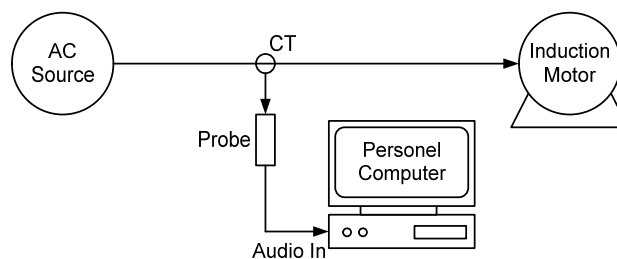 AC
Source
CT
Induction
Motor
Probe
Personel
Computer
Audio In